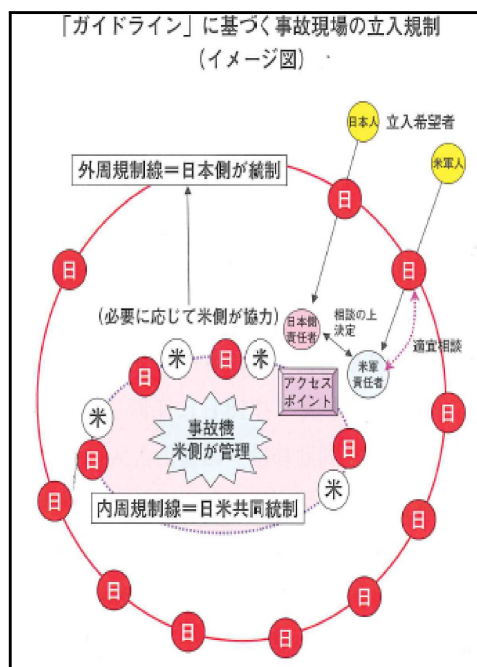 「ガイドライン」に基づく事故現場の立入規制
(イメージ図)
日本人
立入希望者
米軍人
外周規制線＝日本側が統制
日
日
日
(必要に応じて米側が協力)
日本側
責任者
相談の上
決定
米軍
責任者
適宜相談
米
日
米
日
アクセス
ポイント
米
日
事故機
米側が管理
日
日
米
内周規制線＝日米共同統制
日
日
日
日
日
日
日